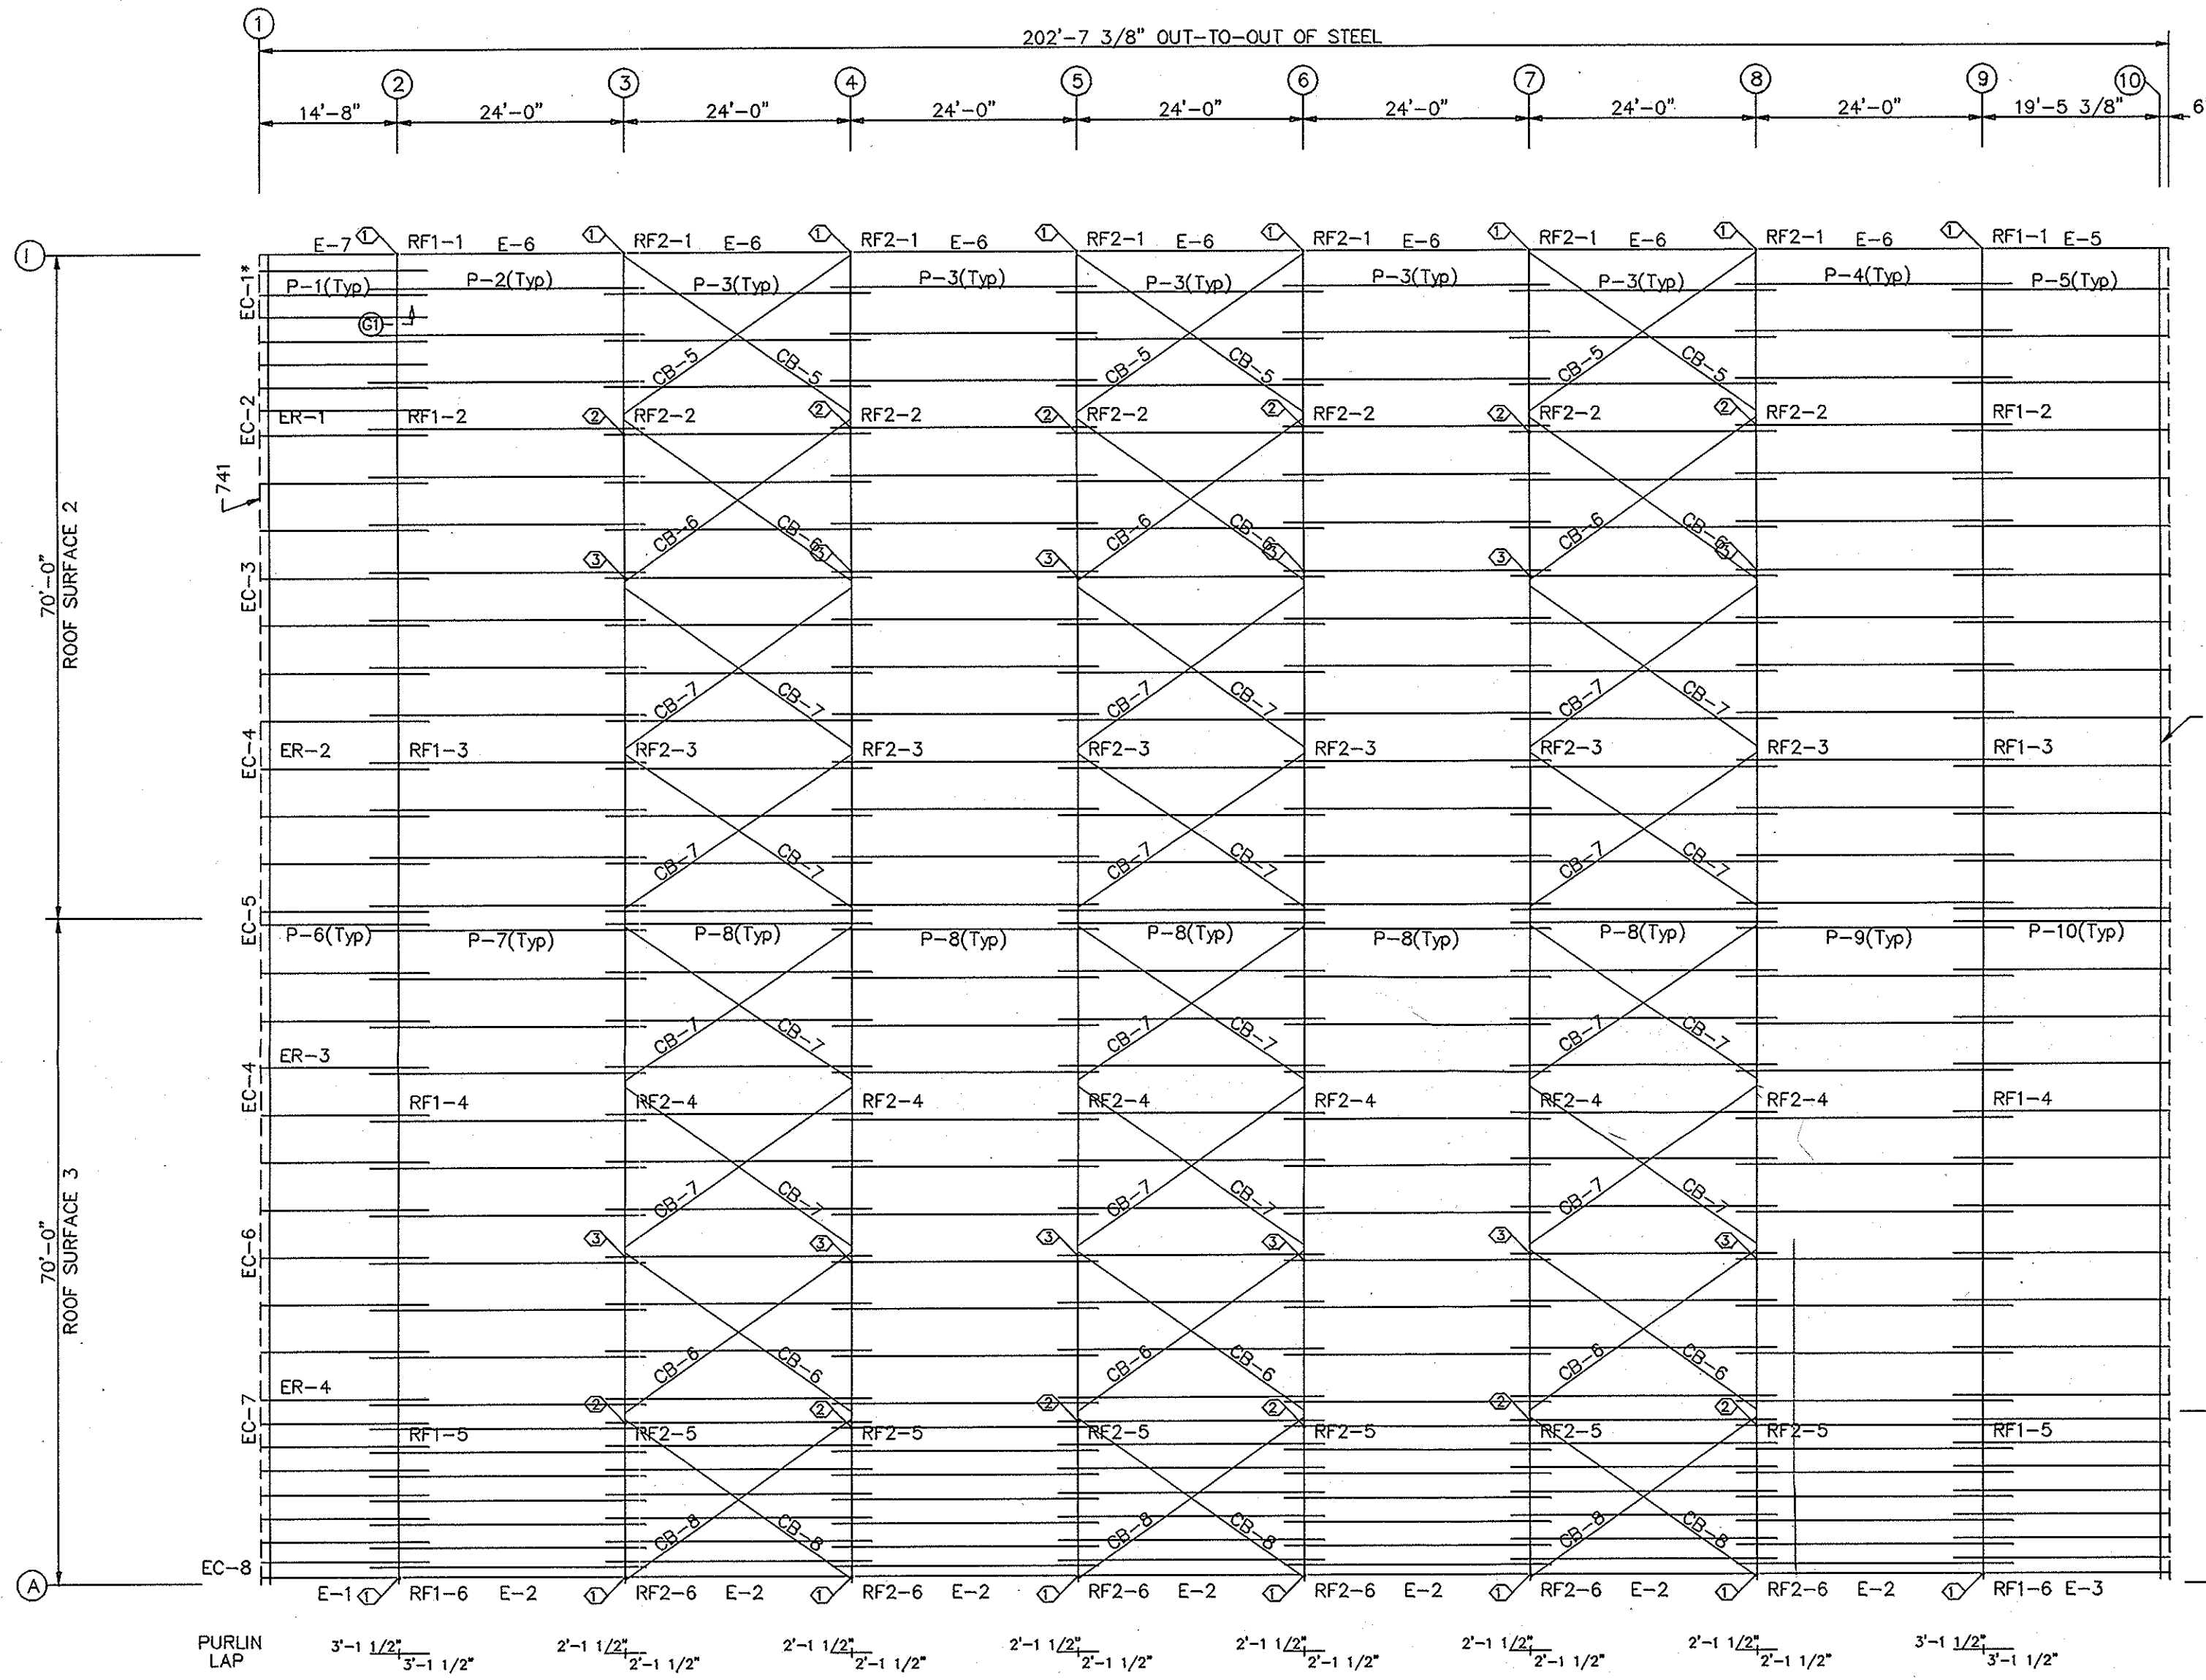 1
202'-7 3/8" OUT-TO-OUT OF STEEL
2 3 4 5 6 7 8 9 10
14'-8" 24'-0" 24'-0" 24'-0" 24'-0" 24'-0" 24'-0" 24'-0" 19'-5 3/8" 6
I E-7 1 RF1-1 E-6 1 RF2-1 E-6 1 RF2-1 E-6 1 RF2-1 E-6 1 RF2-1 E-6 1 RF2-1 E-6 1 RF2-1 E-6 1 RF1-1 E-5
EC-1* P-1(Typ) P-2(Typ) P-3(Typ) P-3(Typ) P-3(Typ) P-3(Typ) P-3(Typ) P-4(Typ) P-5(Typ)
G1
CB-5 CB-5 CB-5 CB-5 CB-5 CB-5
EC-2 ER-1 RF1-2 2 RF2-2 2 RF2-2 2 RF2-2 2 RF2-2 2 RF2-2 2 RF2-2 RF1-2
741
70'-0"
ROOF SURFACE 2
CB-6 CB-6 CB-6 CB-6 CB-6 CB-6
EC-3 3 3 3 3 3 3
CB-7 CB-7 CB-7 CB-7 CB-7 CB-7
EC-4 ER-2 RF1-3 RF2-3 RF2-3 RF2-3 RF2-3 RF2-3 RF2-3 RF1-3
CB-7 CB-7 CB-7 CB-7 CB-7 CB-7
EC-5 P-6(Typ) P-7(Typ) P-8(Typ) P-8(Typ) P-8(Typ) P-8(Typ) P-8(Typ) P-9(Typ) P-10(Typ)
CB-7 CB-7 CB-7 CB-7 CB-7 CB-7
ER-3
EC-4 RF1-4 RF2-4 RF2-4 RF2-4 RF2-4 RF2-4 RF2-4 RF1-4
CB-7 CB-7 CB-7 CB-7 CB-7 CB-7
EC-6 3 3 3 3 3 3
70'-0"
ROOF SURFACE 3
CB-6 CB-6 CB-6 CB-6 CB-6 CB-6
ER-4
EC-7 RF1-5 2 RF2-5 2 RF2-5 2 RF2-5 2 RF2-5 2 RF2-5 2 RF2-5 RF1-5
CB-8 CB-8 CB-8 CB-8 CB-8 CB-8
EC-8
A E-1 1 RF1-6 E-2 1 RF2-6 E-2 1 RF2-6 E-2 1 RF2-6 E-2 1 RF2-6 E-2 1 RF2-6 E-2 1 RF2-6 E-2 1 RF1-6 E-3
PURLIN
LAP
3'-1 1/2" 2'-1 1/2" 2'-1 1/2" 2'-1 1/2" 2'-1 1/2" 2'-1 1/2" 2'-1 1/2" 3'-1 1/2"
3'-1 1/2" 2'-1 1/2" 2'-1 1/2" 2'-1 1/2" 2'-1 1/2" 2'-1 1/2" 2'-1 1/2" 3'-1 1/2"